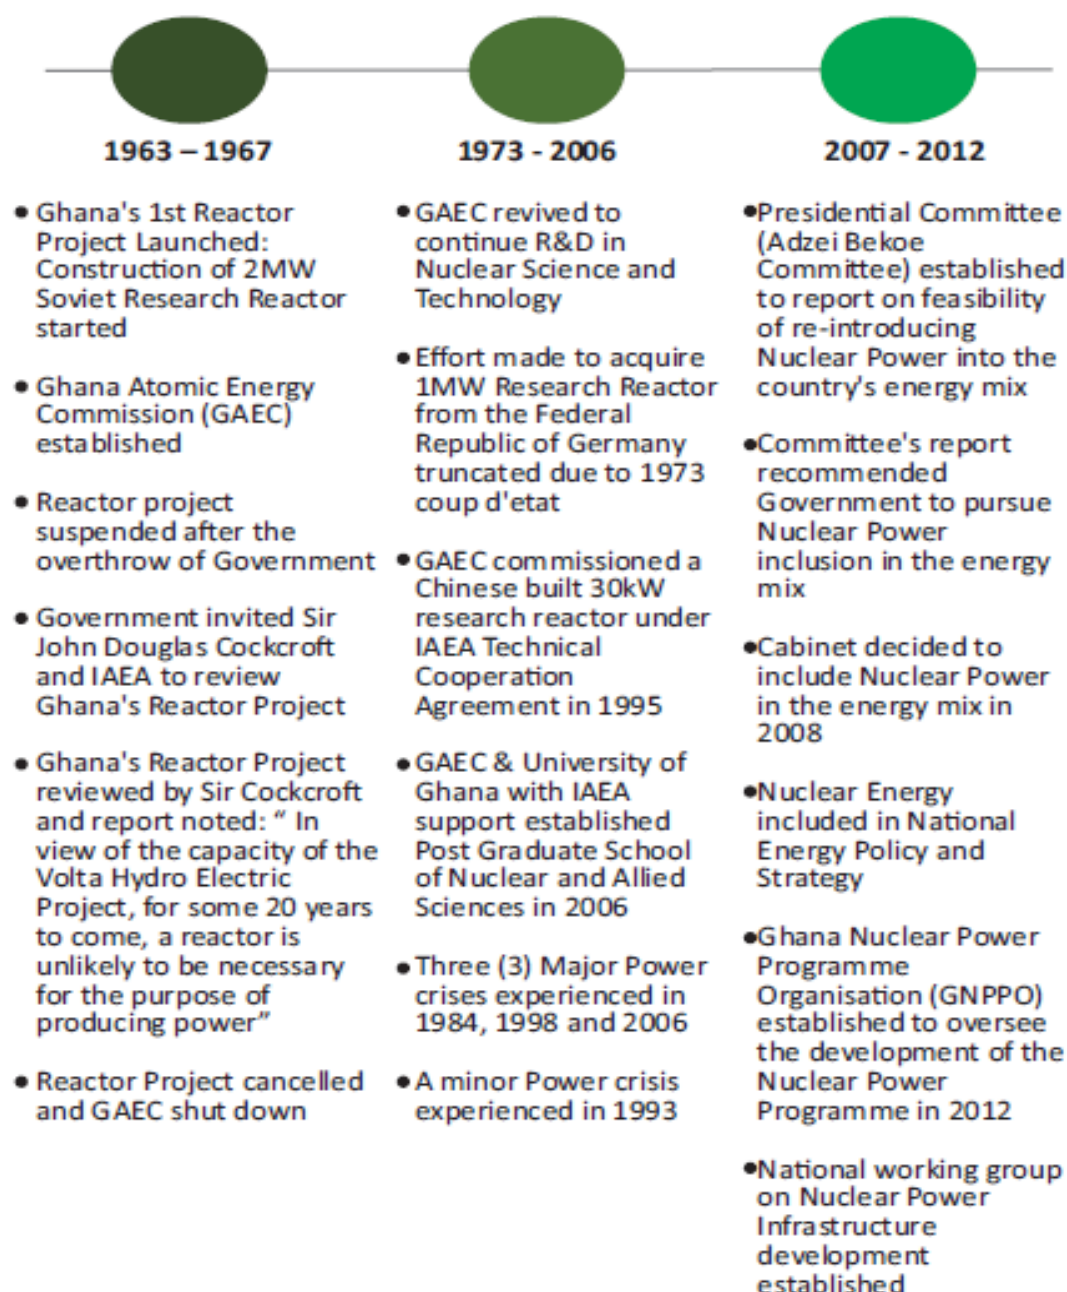 1963 – 1967
• Ghana's 1st Reactor
Project Launched:
Construction of 2MW
Soviet Research Reactor
started
• Ghana Atomic Energy
Commission (GAEC)
established
• Reactor project
suspended after the
overthrow of Government
• Government invited Sir
John Douglas Cockcroft
and IAEA to review
Ghana's Reactor Project
• Ghana's Reactor Project
reviewed by Sir Cockcroft
and report noted: “ In
view of the capacity of the
Volta Hydro Electric
Project, for some 20 years
to come, a reactor is
unlikely to be necessary
for the purpose of
producing power”
• Reactor Project cancelled
and GAEC shut down
1973 - 2006
• GAEC revived to
continue R&D in
Nuclear Science and
Technology
• Effort made to acquire
1MW Research Reactor
from the Federal
Republic of Germany
truncated due to 1973
coup d'etat
• GAEC commissioned a
Chinese built 30kW
research reactor under
IAEA Technical
Cooperation
Agreement in 1995
• GAEC & University of
Ghana with IAEA
support established
Post Graduate School
of Nuclear and Allied
Sciences in 2006
• Three (3) Major Power
crises experienced in
1984, 1998 and 2006
• A minor Power crisis
experienced in 1993
2007 - 2012
•Presidential Committee
(Adzei Bekoe
Committee) established
to report on feasibility
of re-introducing
Nuclear Power into the
country's energy mix
•Committee's report
recommended
Government to pursue
Nuclear Power
inclusion in the energy
mix
•Cabinet decided to
include Nuclear Power
in the energy mix in
2008
•Nuclear Energy
included in National
Energy Policy and
Strategy
•Ghana Nuclear Power
Programme
Organisation (GNPPO)
established to oversee
the development of the
Nuclear Power
Programme in 2012
•National working group
on Nuclear Power
Infrastructure
development
established